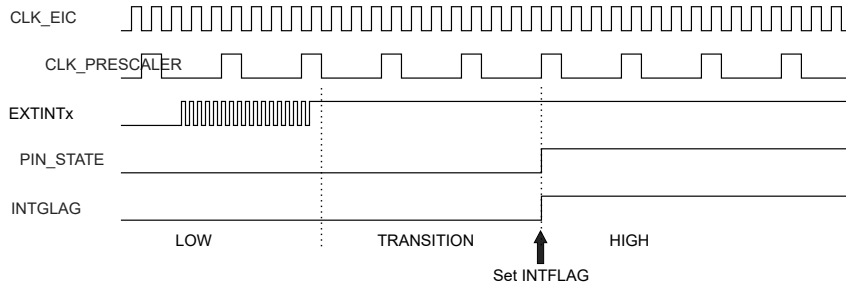 CLK_EIC
CLK_PRESCALER
EXTINTx
PIN_STATE
INTGLAG
LOW TRANSITION HIGH
Set INTFLAG